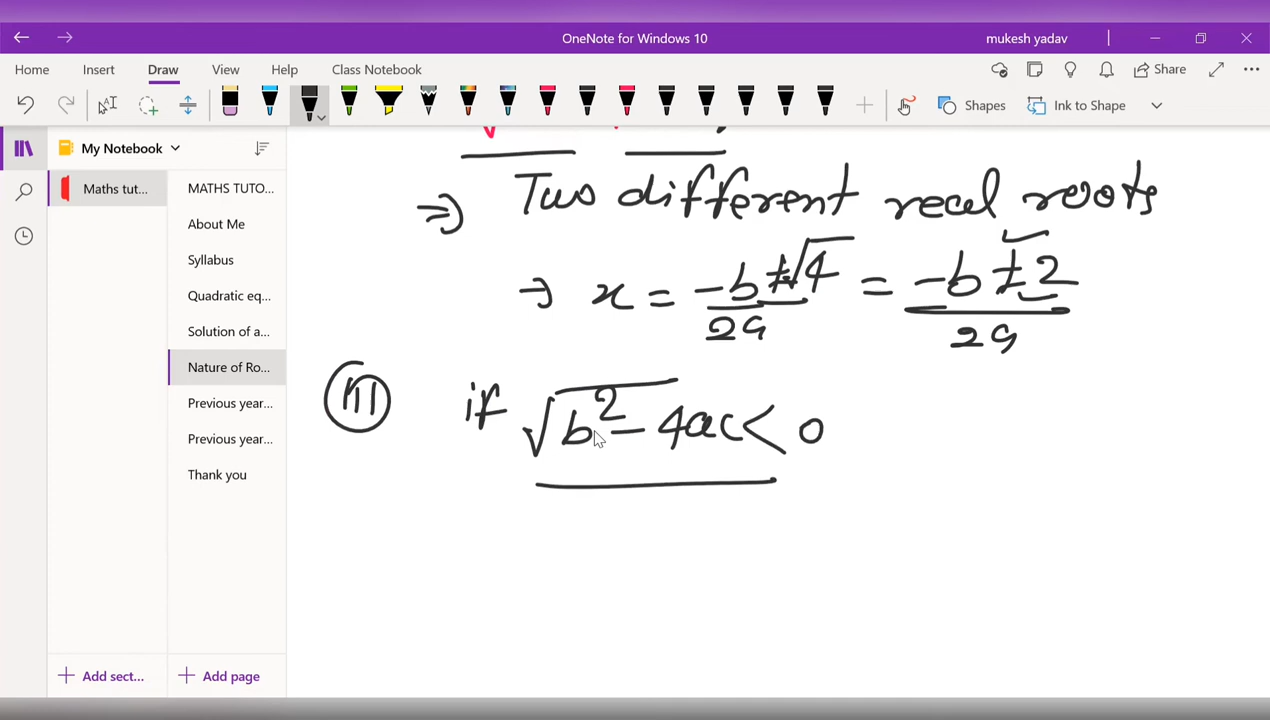 OneNote for Windows 10
mukesh yadav
Home Insert Draw View Help Class Notebook
Share
Shapes
Ink to Shape
My Notebook
Maths tut...
MATHS TUTO...
About Me
Syllabus
Quadratic eq...
Solution of a...
Nature of Ro...
Previous year...
Previous year...
Thank you
Add sect...
Add page
⇒ Two different real roots
→ x = (-b ± √4)/2a = (-b ± 2)/2a
(III) if √b² - 4ac < 0